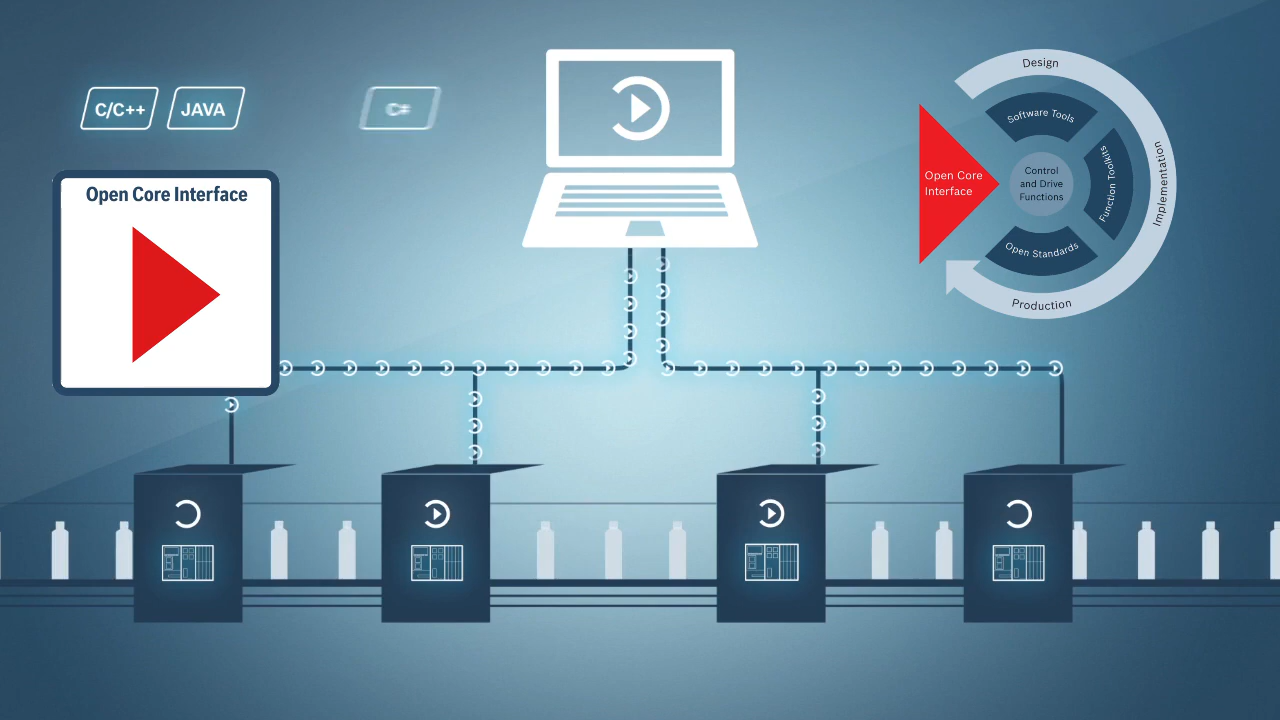 C/C++
JAVA
C#
Open Core Interface
Design
Software Tools
Function Toolkits
Implementation
Open Core
Interface
Control
and Drive
Functions
Open Standards
Production